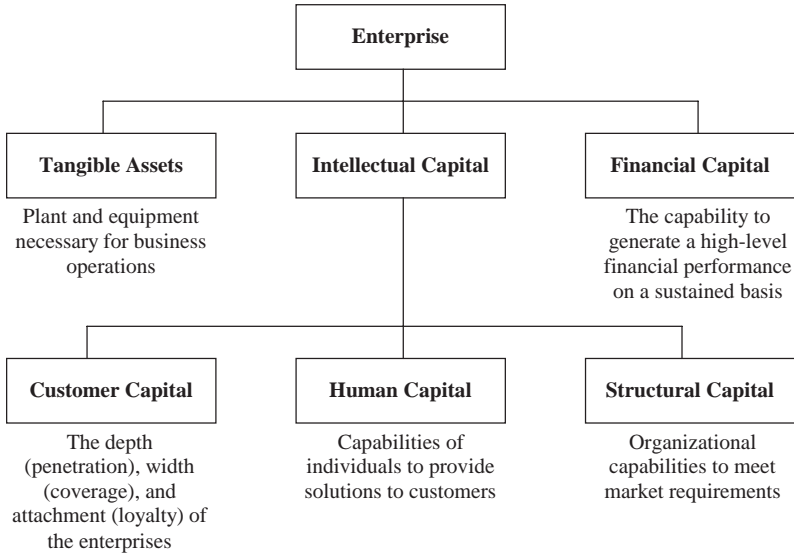 Enterprise
Tangible Assets
Intellectual Capital
Financial Capital
Plant and equipment
necessary for business
operations
The capability to
generate a high-level
financial performance
on a sustained basis
Customer Capital
Human Capital
Structural Capital
The depth
(penetration), width
(coverage), and
attachment (loyalty) of
the enterprises
Capabilities of
individuals to provide
solutions to customers
Organizational
capabilities to meet
market requirements